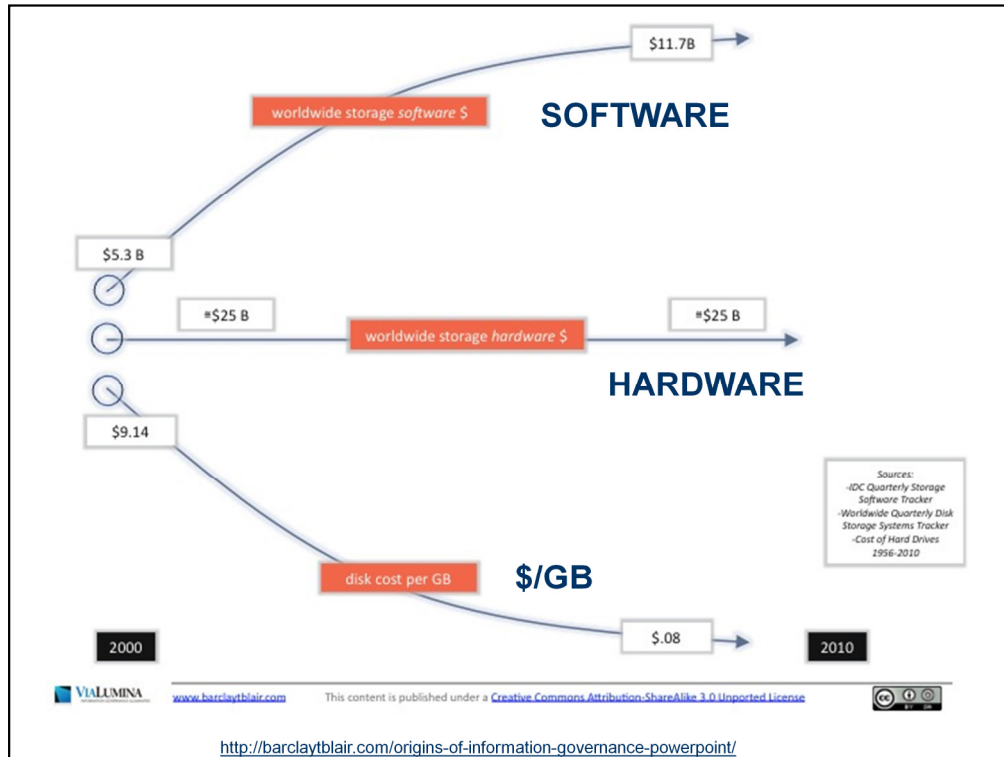 $11.7B
worldwide storage software $
SOFTWARE
$5.3 B
≅$25 B
worldwide storage hardware $
≅$25 B
HARDWARE
$9.14
Sources:
-IDC Quarterly Storage
Software Tracker
-Worldwide Quarterly Disk
Storage Systems Tracker
-Cost of Hard Drives
1956-2010
disk cost per GB
$/GB
$.08
2000
2010
VIALUMINA
www.barclaytblair.com
This content is published under a Creative Commons Attribution-ShareAlike 3.0 Unported License
cc
BY
http://barclaytblair.com/origins-of-information-governance-powerpoint/